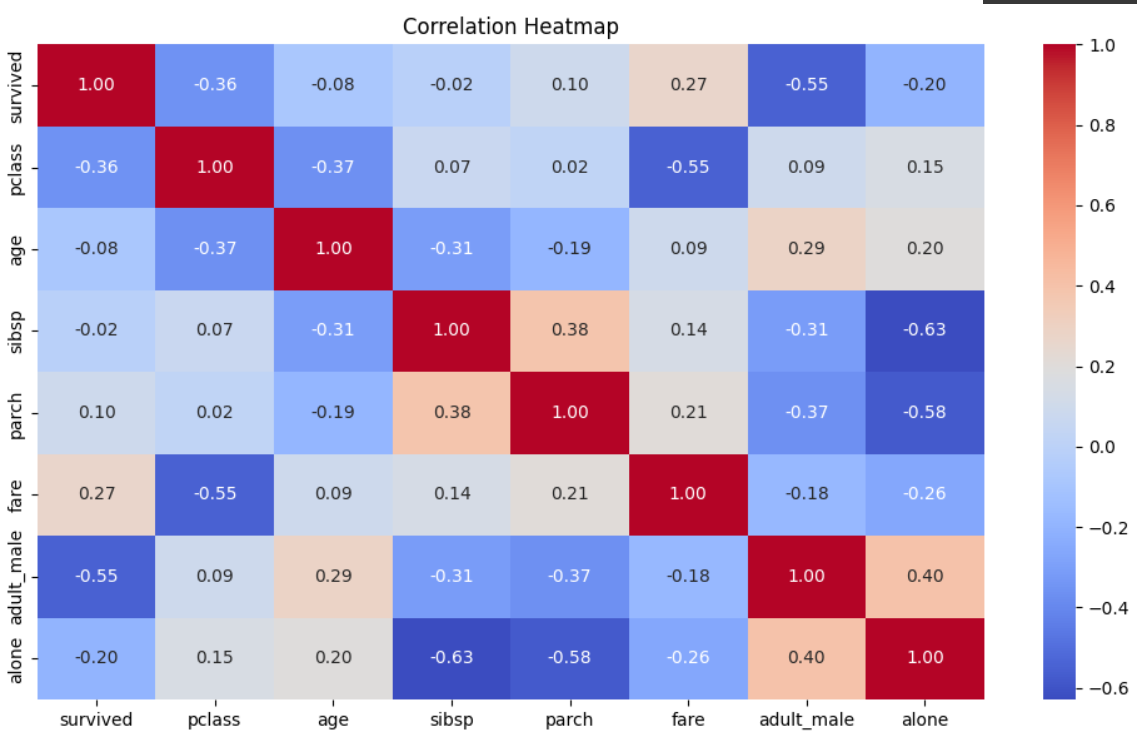 Correlation Heatmap
survived 1.00 -0.36 -0.08 -0.02 0.10 0.27 -0.55 -0.20
pclass -0.36 1.00 -0.37 0.07 0.02 -0.55 0.09 0.15
age -0.08 -0.37 1.00 -0.31 -0.19 0.09 0.29 0.20
sibsp -0.02 0.07 -0.31 1.00 0.38 0.14 -0.31 -0.63
parch 0.10 0.02 -0.19 0.38 1.00 0.21 -0.37 -0.58
fare 0.27 -0.55 0.09 0.14 0.21 1.00 -0.18 -0.26
adult_male -0.55 0.09 0.29 -0.31 -0.37 -0.18 1.00 0.40
alone -0.20 0.15 0.20 -0.63 -0.58 -0.26 0.40 1.00
survived pclass age sibsp parch fare adult_male alone
1.0
0.8
0.6
0.4
0.2
0.0
−0.2
−0.4
−0.6